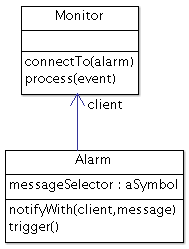 Monitor
connectTo(alarm)
process(event)
client
Alarm
messageSelector : aSymbol
notifyWith(client,message)
trigger()